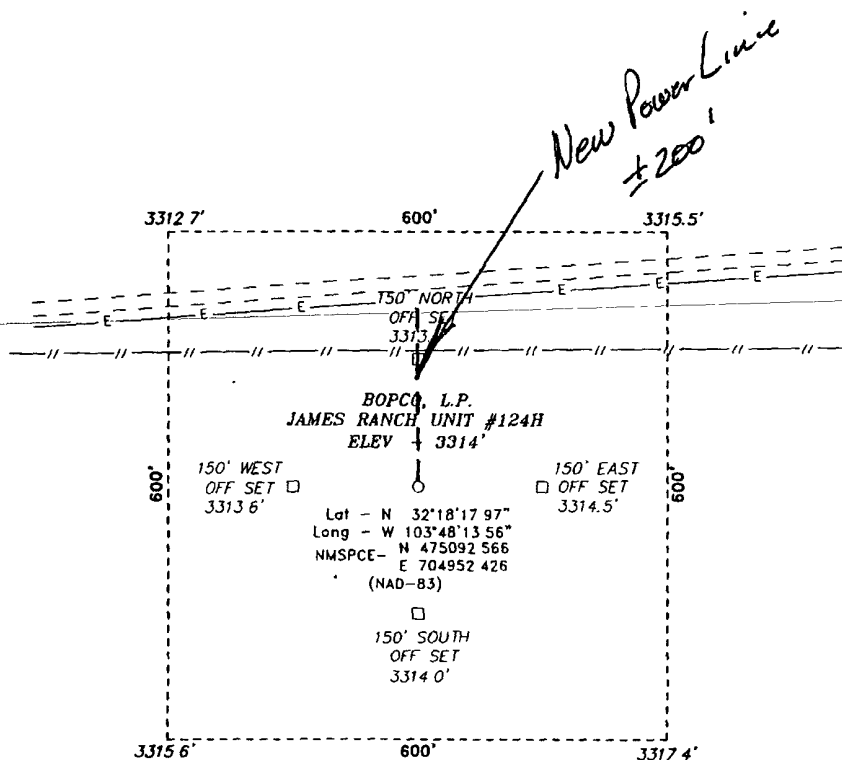 New Power Line
±200'
3312 7'
600'
3315.5'
E
E
E
E
E
150' NORTH
OFF SET
3313
BOPCO, L.P.
JAMES RANCH UNIT #124H
ELEV - 3314'
600'
150' WEST
OFF SET
3313 6'
150' EAST
OFF SET
3314.5'
600'
Lat - N 32°18'17 97"
Long - W 103°48'13 56"
NMSPCE- N 475092 566
E 704952 426
(NAD-83)
150' SOUTH
OFF SET
3314 0'
3315 6'
600'
3317 4'